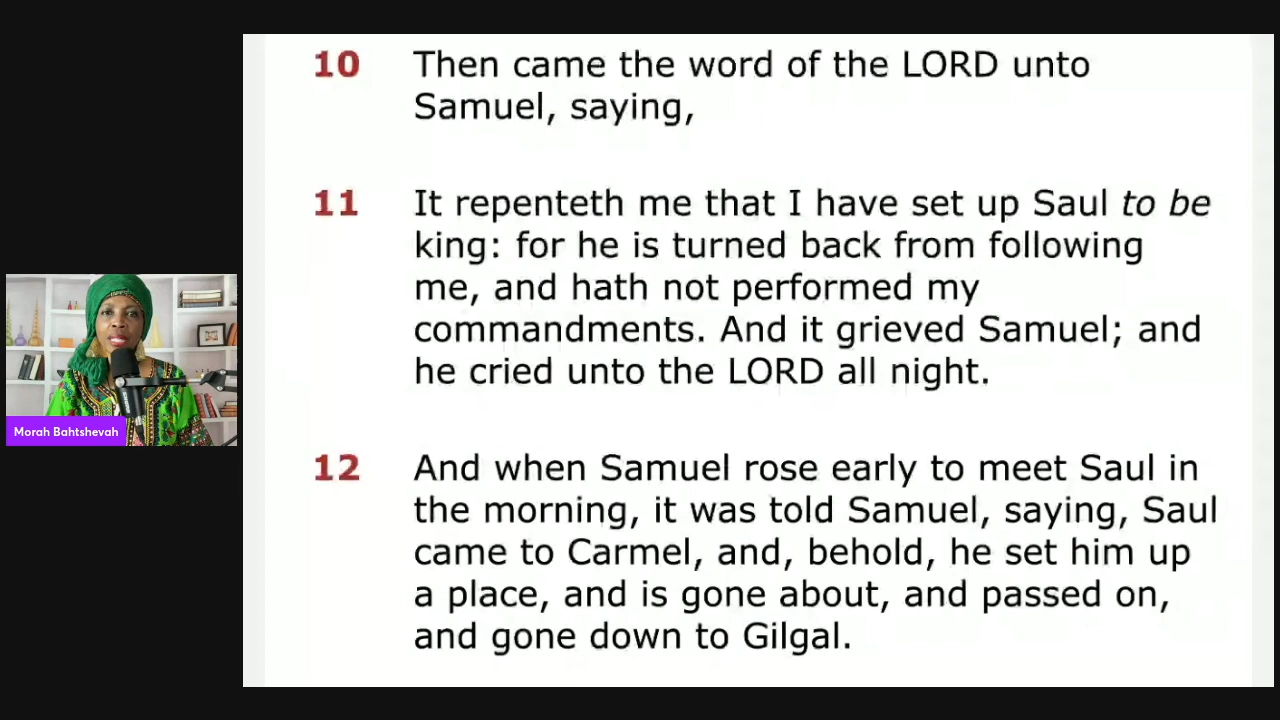 10 Then came the word of the LORD unto
Samuel, saying,
11 It repenteth me that I have set up Saul to be
king: for he is turned back from following
me, and hath not performed my
commandments. And it grieved Samuel; and
he cried unto the LORD all night.
12 And when Samuel rose early to meet Saul in
the morning, it was told Samuel, saying, Saul
came to Carmel, and, behold, he set him up
a place, and is gone about, and passed on,
and gone down to Gilgal.
Morah Bahtshevah